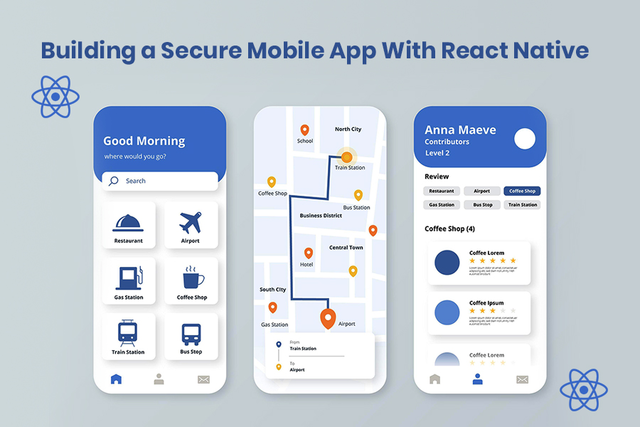 Building a Secure Mobile App With React Native
Good Morning
where would you go?
Search
Restaurant
Airport
Gas Station
Coffee Shop
Train Station
Bus Stop
North City
School
Train Station
Coffee Shop
Bus Station
Business District
Central Town
Hotel
South City
Gas Station
Airport
From
Train Station
To
Airport
Anna Maeve
Contributors
Level 2
Review
Restaurant
Airport
Coffee Shop
Gas Station
Bus Stop
Train Station
Coffee Shop (4)
Coffee Lorem
Coffee Ipsum
Coffee Lorem